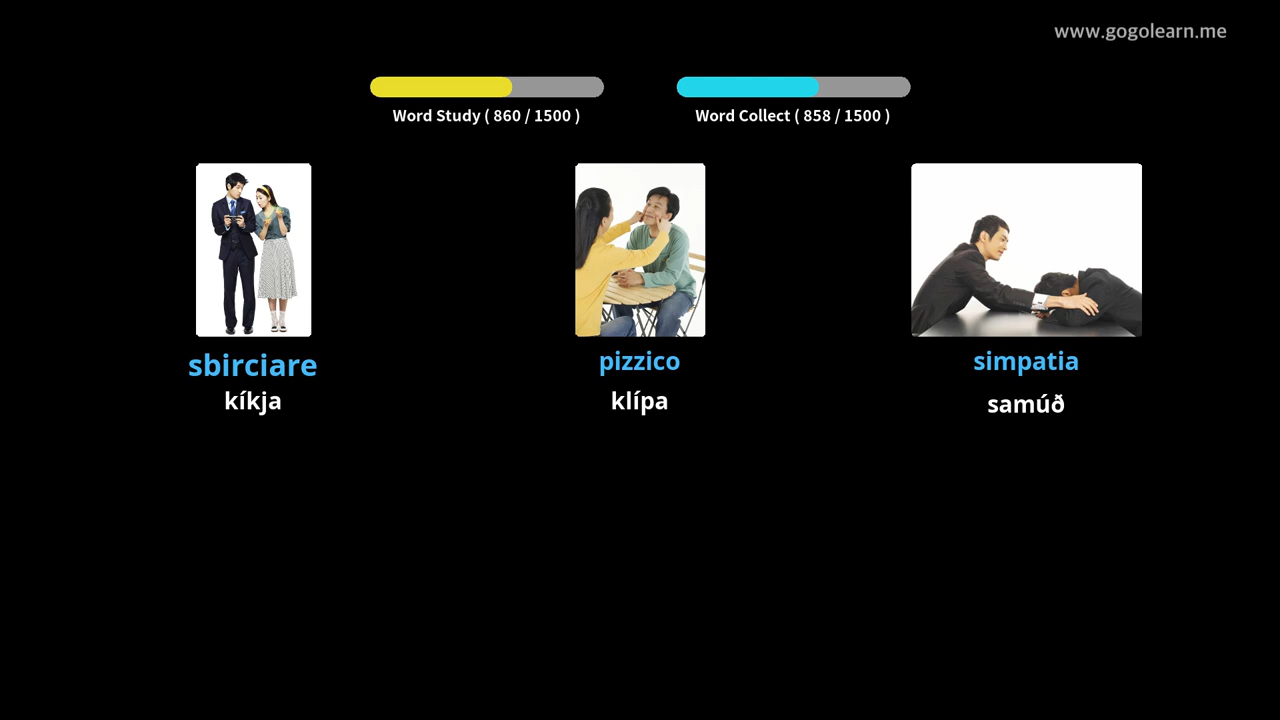 www.gogolearn.me
Word Study ( 860 / 1500 )
Word Collect ( 858 / 1500 )
sbirciare
kíkja
pizzico
klípa
simpatia
samúð